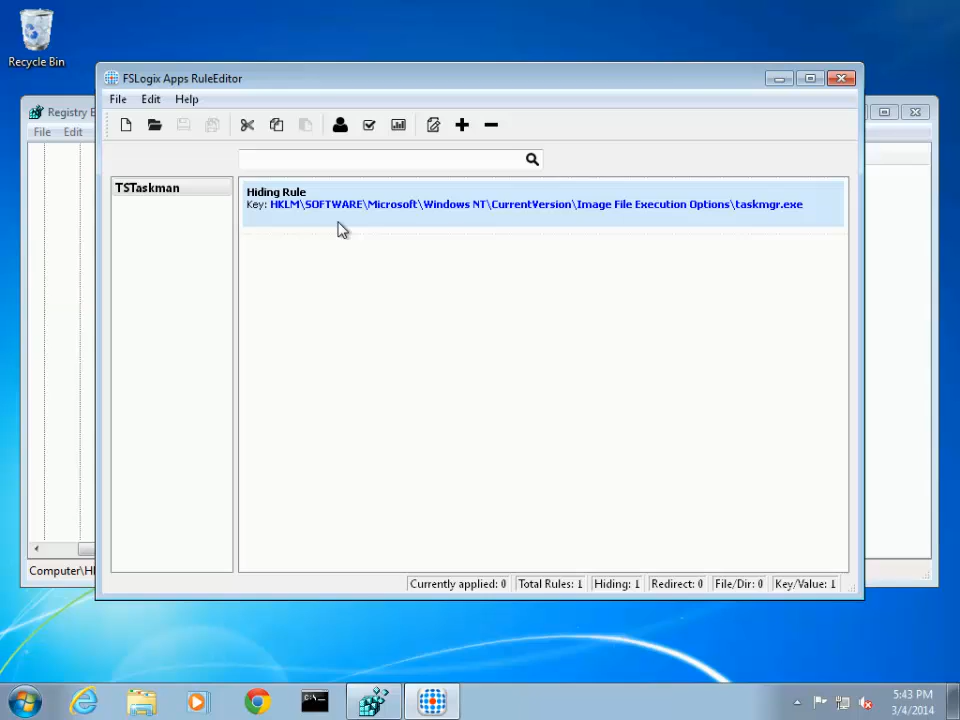 Recycle Bin
FSLogix Apps RuleEditor
File Edit Help
Registry E
File Edit
TSTaskman
Hiding Rule
Key: HKLM\SOFTWARE\Microsoft\Windows NT\CurrentVersion\Image File Execution Options\taskmgr.exe
Computer\H
Currently applied: 0 Total Rules: 1 Hiding: 1 Redirect: 0 File/Dir: 0 Key/Value: 1
C:\
5:43 PM
3/4/2014